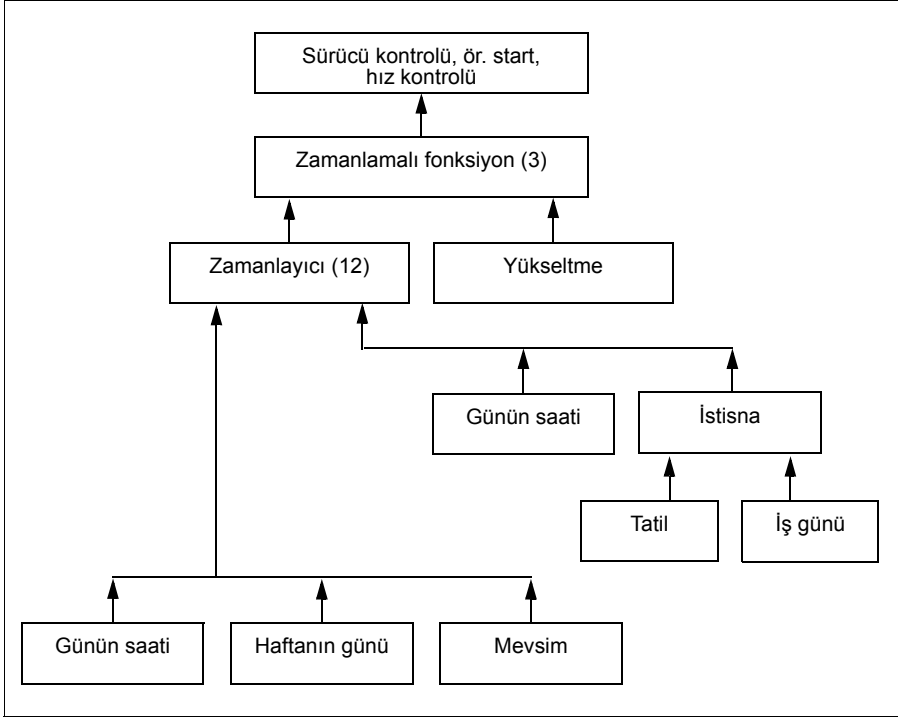 Sürücü kontrolü, ör. start,
hız kontrolü
Zamanlamalı fonksiyon (3)
Zamanlayıcı (12)
Yükseltme
Günün saati
İstisna
Tatil
İş günü
Günün saati
Haftanın günü
Mevsim